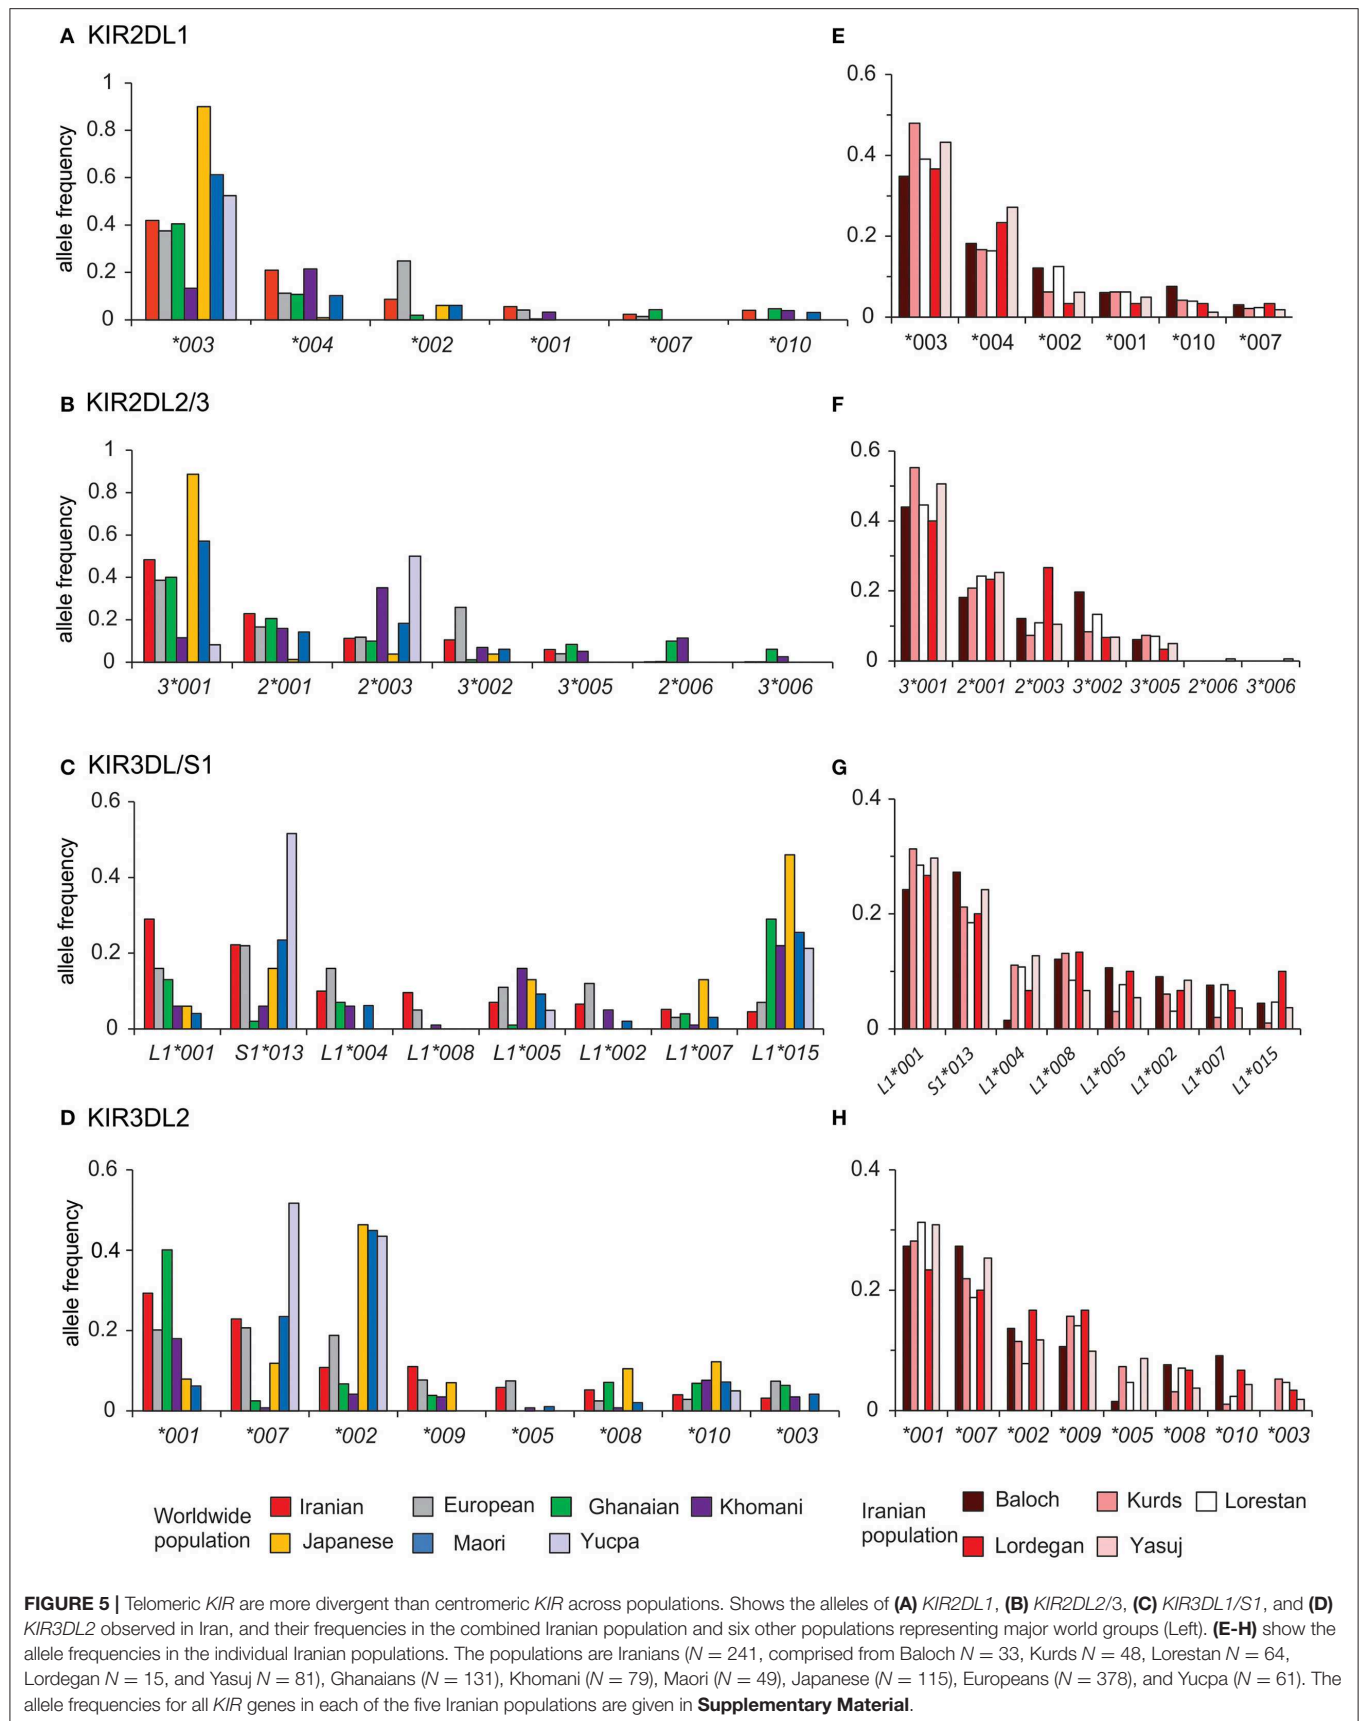 A KIR2DL1
allele frequency
1
0.8
0.6
0.4
0.2
0
*003 *004 *002 *001 *007 *010
E
0.6
0.4
0.2
0
*003 *004 *002 *001 *010 *007
B KIR2DL2/3
allele frequency
1
0.8
0.6
0.4
0.2
0
3*001 2*001 2*003 3*002 3*005 2*006 3*006
F
0.6
0.4
0.2
0
3*001 2*001 2*003 3*002 3*005 2*006 3*006
C KIR3DL/S1
allele frequency
0.6
0.4
0.2
0
L1*001 S1*013 L1*004 L1*008 L1*005 L1*002 L1*007 L1*015
G
0.4
0.2
0
L1*001 S1*013 L1*004 L1*008 L1*005 L1*002 L1*007 L1*015
D KIR3DL2
allele frequency
0.6
0.4
0.2
0
*001 *007 *002 *009 *005 *008 *010 *003
H
0.4
0.2
0
*001 *007 *002 *009 *005 *008 *010 *003
Worldwide population
Iranian European Ghanaian Khomani
Japanese Maori Yucpa
Iranian population
Baloch Kurds Lorestan
Lordegan Yasuj
FIGURE 5 | Telomeric KIR are more divergent than centromeric KIR across populations. Shows the alleles of (A) KIR2DL1, (B) KIR2DL2/3, (C) KIR3DL1/S1, and (D)
KIR3DL2 observed in Iran, and their frequencies in the combined Iranian population and six other populations representing major world groups (Left). (E-H) show the
allele frequencies in the individual Iranian populations. The populations are Iranians (N = 241, comprised from Baloch N = 33, Kurds N = 48, Lorestan N = 64,
Lordegan N = 15, and Yasuj N = 81), Ghanaians (N = 131), Khomani (N = 79), Maori (N = 49), Japanese (N = 115), Europeans (N = 378), and Yucpa (N = 61). The
allele frequencies for all KIR genes in each of the five Iranian populations are given in Supplementary Material.